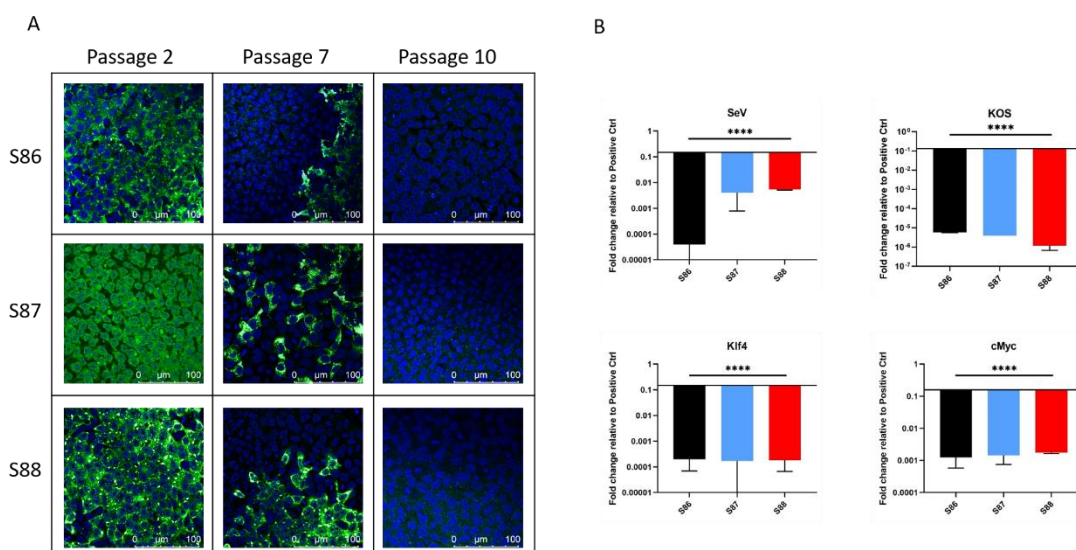 A
Passage 2 Passage 7 Passage 10
S86
0 µm 100
0 µm 100
0 µm 100
S87
0 µm 100
0 µm 100
0 µm 100
S88
0 µm 100
0 µm 100
0 µm 100
B
SeV
****
Fold change relative to Positive Ctrl
1
0.1
0.01
0.001
0.0001
0.00001
S86 S87 S88
KOS
****
Fold change relative to Positive Ctrl
10⁰
10⁻¹
10⁻²
10⁻³
10⁻⁴
10⁻⁵
10⁻⁶
10⁻⁷
S86 S87 S88
Klf4
****
Fold change relative to Positive Ctrl
1
0.1
0.01
0.001
0.0001
0.00001
S86 S87 S88
cMyc
****
Fold change relative to Positive Ctrl
1
0.1
0.01
0.001
0.0001
S86 S87 S88